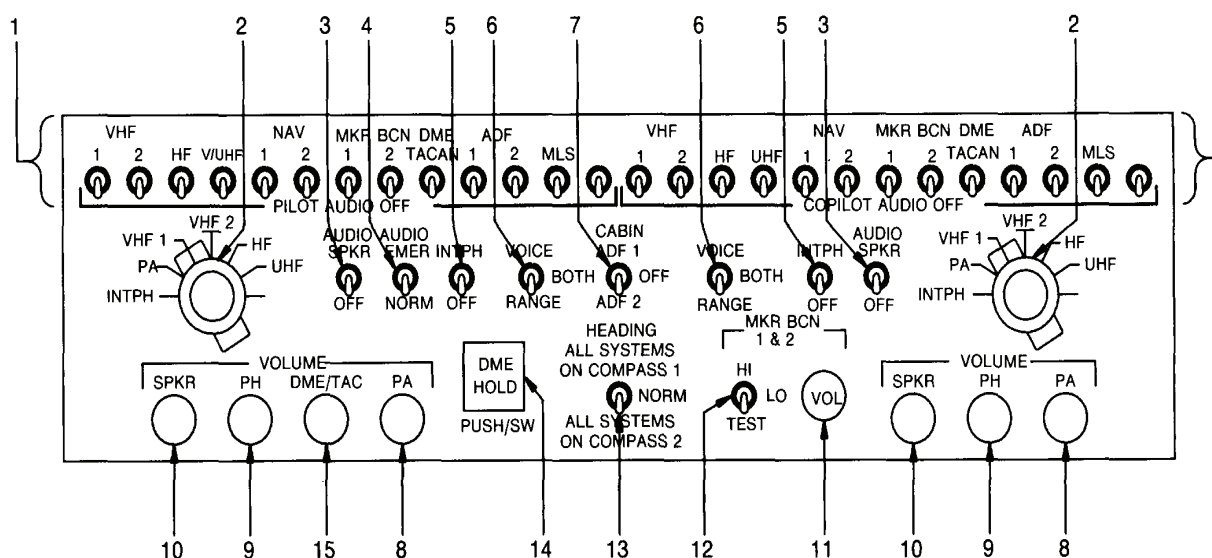 1 2 3 4 5 6 7 6 5 3 2
VHF NAV MKR BCN DME ADF VHF NAV MKR BCN DME ADF
1 2 HF V/UHF 1 2 1 2 TACAN 1 2 MLS 1 2 HF UHF 1 2 1 2 TACAN 1 2 MLS
PILOT AUDIO OFF COPILOT AUDIO OFF
INTPH PA VHF 1 VHF 2 HF UHF
AUDIO SPKR OFF
AUDIO EMER NORM
INTPH OFF
VOICE BOTH RANGE
CABIN ADF 1 OFF ADF 2
VOICE BOTH RANGE
INTPH OFF
AUDIO SPKR OFF
INTPH PA VHF 1 VHF 2 HF UHF
VOLUME
SPKR PH DME/TAC PA
DME HOLD
PUSH/SW
HEADING
ALL SYSTEMS
ON COMPASS 1
NORM
ALL SYSTEMS
ON COMPASS 2
MKR BCN
1 & 2
HI
LO
TEST
VOL
VOLUME
SPKR PH PA
10 9 15 8 14 13 12 11 10 9 8